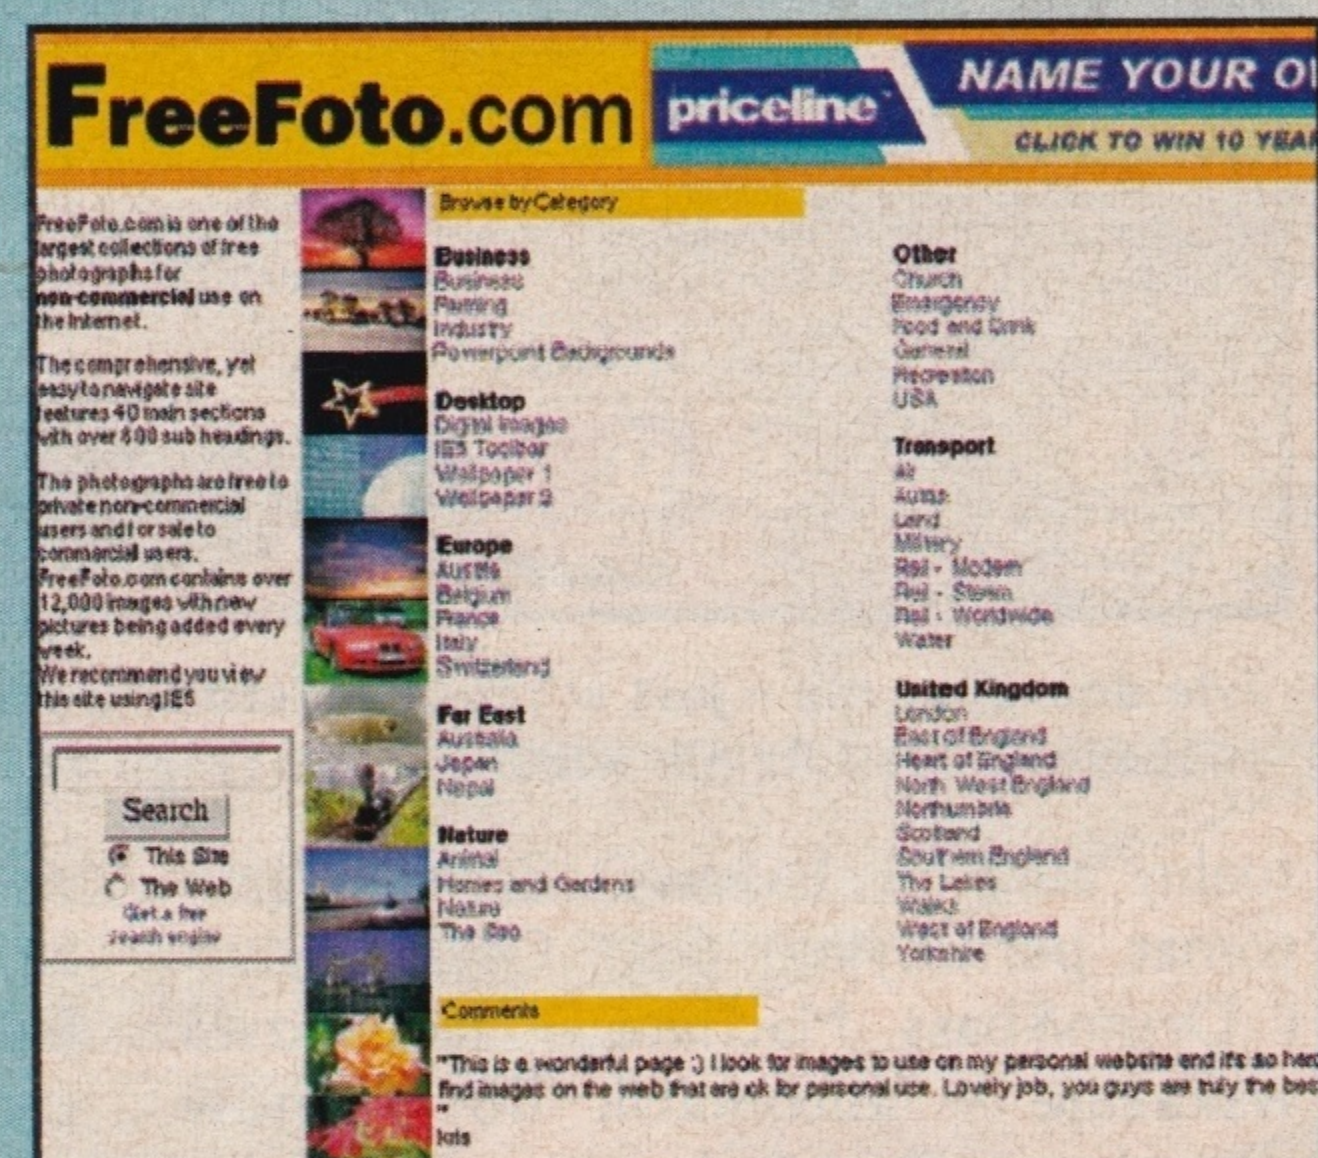 FreeFoto.com
priceline
NAME YOUR O
CLICK TO WIN 10 YEAR
FreeFoto.com is one of the
largest collections of free
photographs for
non-commercial use on
the Internet.
The comprehensive, yet
easy to navigate site
features 40 main sections
with over 800 sub headings.
The photographs are free to
private non-commercial
users and for sale to
commercial users.
FreeFoto.com contains over
12,000 images with new
pictures being added every
week.
We recommend you view
this site using IE5
Search
This Site
The Web
Get a free
search engine
Browse by Category
Business
Business
Farming
Industry
Powerpoint Backgrounds
Desktop
Digital Images
IE5 Toolbar
Wallpaper 1
Wallpaper 2
Europe
Austria
Belgium
France
Italy
Switzerland
Far East
Australia
Japan
Nepal
Nature
Animal
Homes and Gardens
Nature
The Sea
Other
Church
Emergency
Food and Drink
General
Recreation
USA
Transport
Air
Autos
Land
Military
Rail - Modern
Rail - Steam
Rail - Worldwide
Water
United Kingdom
London
East of England
Heart of England
North West England
Northumbria
Scotland
Southern England
The Lakes
Wales
West of England
Yorkshire
Comments
"This is a wonderful page :) I look for images to use on my personal website and it's so hard
find images on the web that are ok for personal use. Lovely job, you guys are truly the bes
"
kris